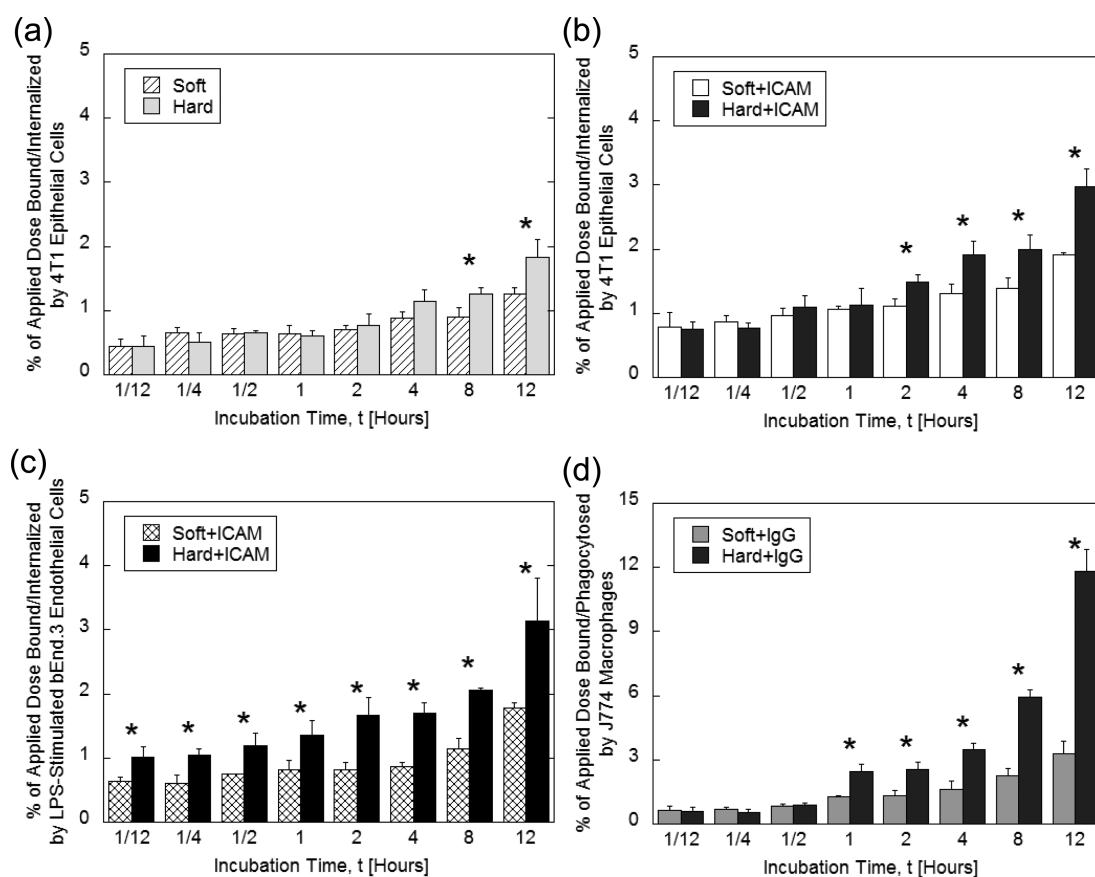 (a)
% of Applied Dose Bound/Internalized
by 4T1 Epithelial Cells
5
4
3
2
1
0
Soft
Hard
*
*
1/12 1/4 1/2 1 2 4 8 12
Incubation Time, t [Hours]
(b)
% of Applied Dose Bound/Internalized
by 4T1 Epithelial Cells
5
4
3
2
1
0
Soft+ICAM
Hard+ICAM
*
*
*
*
1/12 1/4 1/2 1 2 4 8 12
Incubation Time, t [Hours]
(c)
% of Applied Dose Bound/Internalized
by LPS-Stimulated bEnd.3 Endothelial Cells
5
4
3
2
1
0
Soft+ICAM
Hard+ICAM
*
*
*
*
*
*
*
*
1/12 1/4 1/2 1 2 4 8 12
Incubation Time, t [Hours]
(d)
% of Applied Dose Bound/Phagocytosed
by J774 Macrophages
15
12
9
6
3
0
Soft+IgG
Hard+IgG
*
*
*
*
*
1/12 1/4 1/2 1 2 4 8 12
Incubation Time, t [Hours]